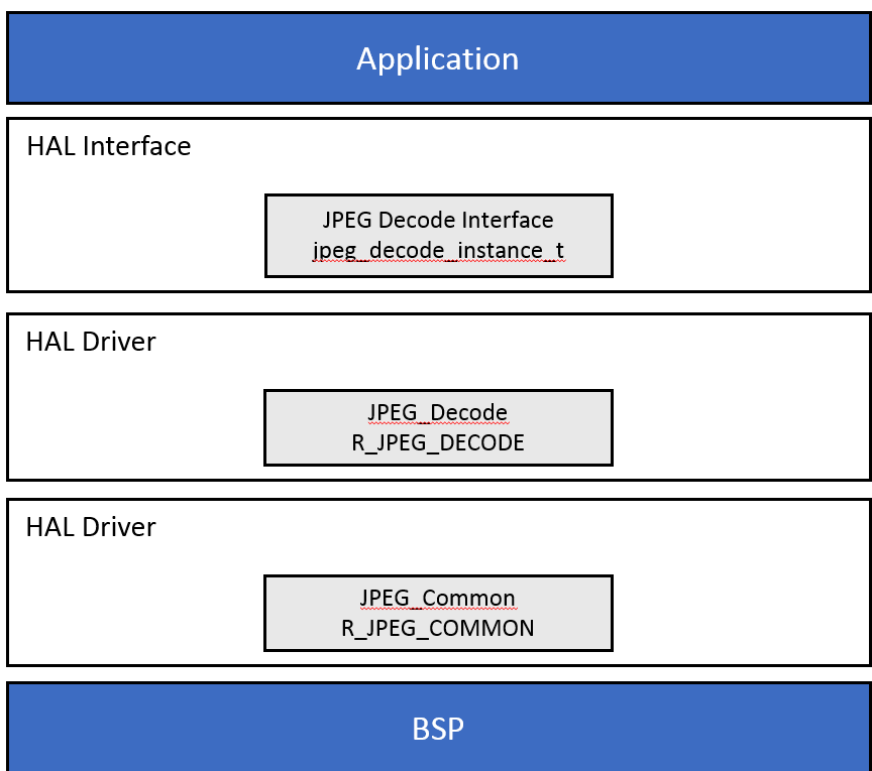 Application
HAL Interface
JPEG Decode Interface
jpeg_decode_instance_t
HAL Driver
JPEG_Decode
R_JPEG_DECODE
HAL Driver
JPEG_Common
R_JPEG_COMMON
BSP